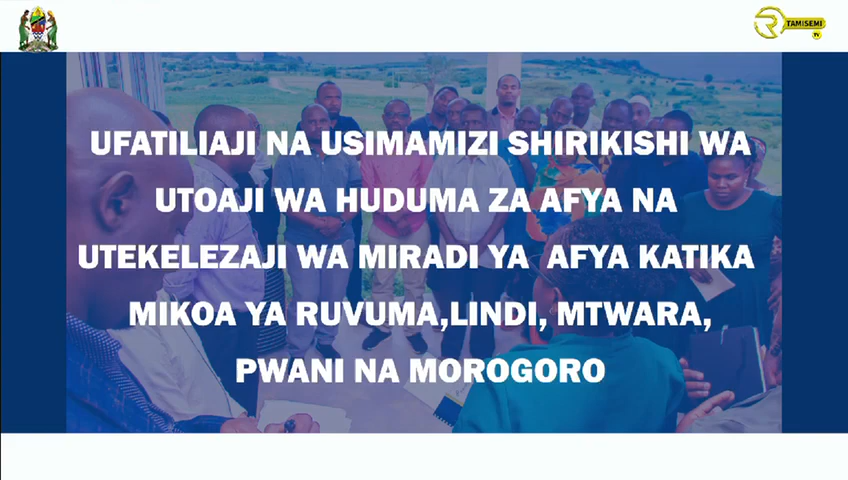 TAMISEMI
TV
UFATILIAJI NA USIMAMIZI SHIRIKISHI WA
UTOAJI WA HUDUMA ZA AFYA NA
UTEKELEZAJI WA MIRADI YA AFYA KATIKA
MIKOA YA RUVUMA,LINDI, MTWARA,
PWANI NA MOROGORO